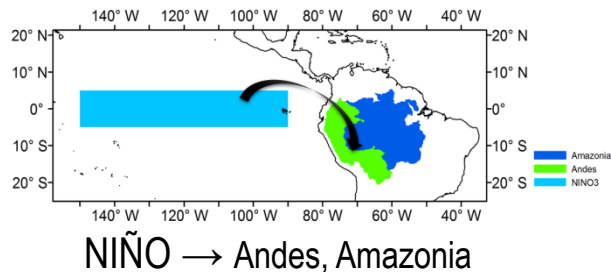 140° W 120° W 100° W 80° W 60° W 40° W
20° N 20° N
10° N 10° N
0° 0°
10° S 10° S
20° S 20° S
Amazonia
Andes
NINO3
140° W 120° W 100° W 80° W 60° W 40° W
NIÑO → Andes, Amazonia